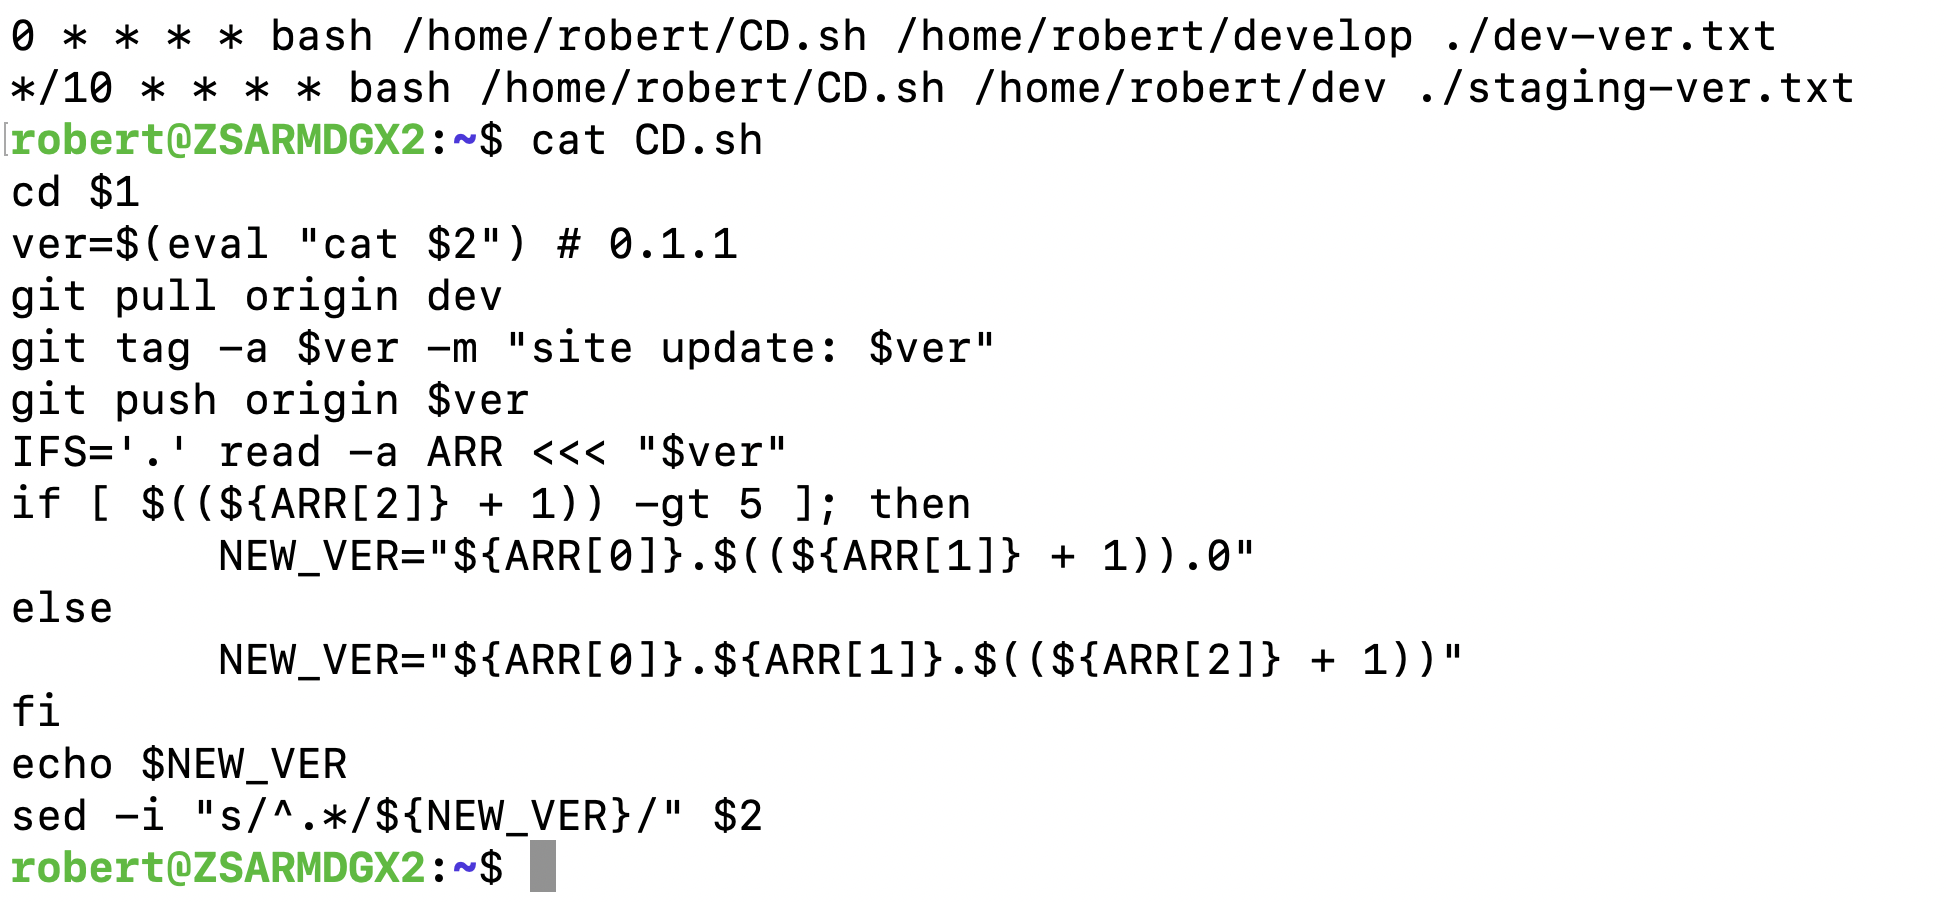 0 * * * * bash /home/robert/CD.sh /home/robert/develop ./dev-ver.txt
*/10 * * * * bash /home/robert/CD.sh /home/robert/dev ./staging-ver.txt
robert@ZSARMDGX2:~$ cat CD.sh
cd $1
ver=$(eval "cat $2") # 0.1.1
git pull origin dev
git tag -a $ver -m "site update: $ver"
git push origin $ver
IFS='.' read -a ARR <<< "$ver"
if [ $((${ARR[2]} + 1)) -gt 5 ]; then
        NEW_VER="${ARR[0]}.$((${ARR[1]} + 1)).0"
else
        NEW_VER="${ARR[0]}.${ARR[1]}.$((${ARR[2]} + 1))"
fi
echo $NEW_VER
sed -i "s/^.*/${NEW_VER}/" $2
robert@ZSARMDGX2:~$